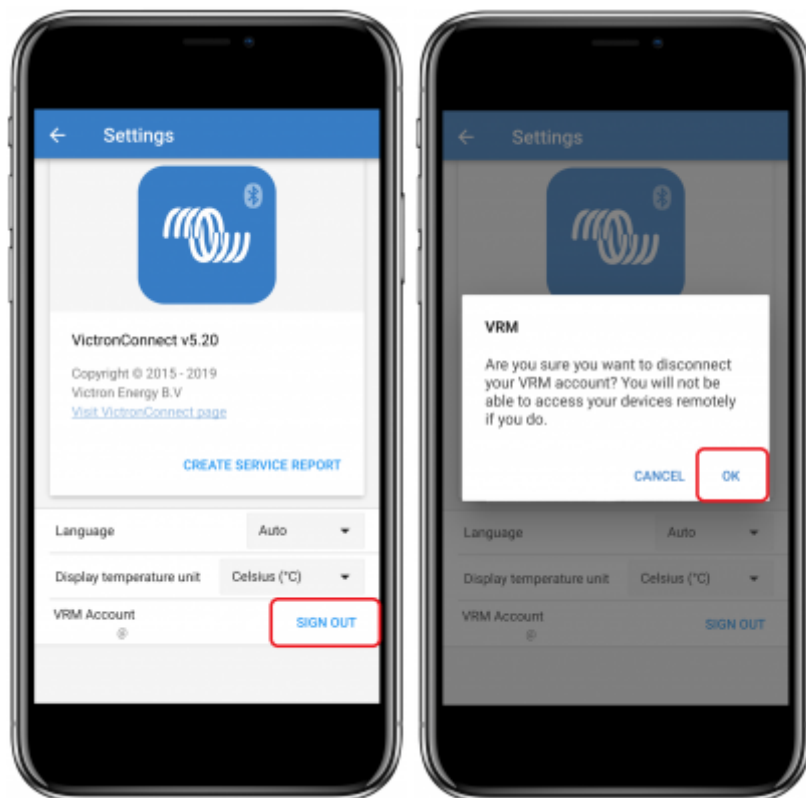 Settings
VictronConnect v5.20
Copyright © 2015 - 2019
Victron Energy B.V
Visit VictronConnect page
CREATE SERVICE REPORT
Language Auto
Display temperature unit Celsius (°C)
VRM Account
@
SIGN OUT
Settings
VRM
Are you sure you want to disconnect
your VRM account? You will not be
able to access your devices remotely
if you do.
CANCEL OK
Language Auto
Display temperature unit Celsius (°C)
VRM Account
@
SIGN OUT